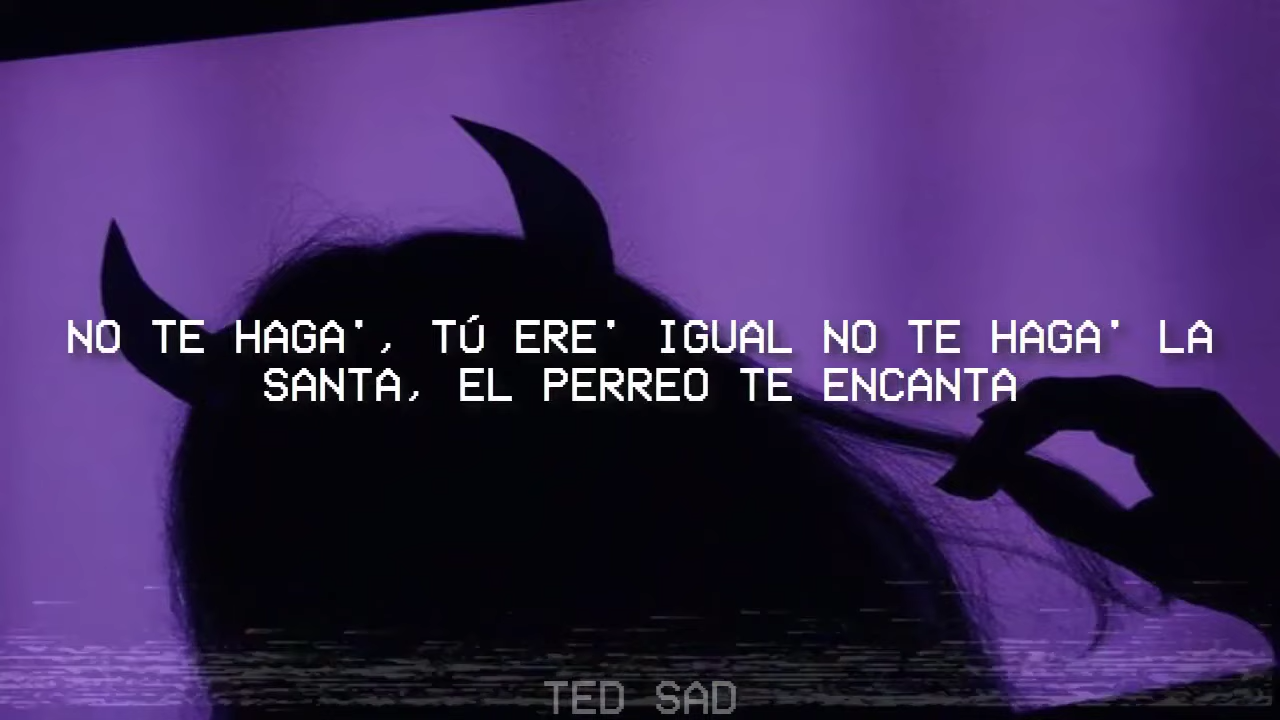 NO TE HAGA', TÚ ERE' IGUAL NO TE HAGA' LA
SANTA, EL PERREO TE ENCANTA
TED SAD